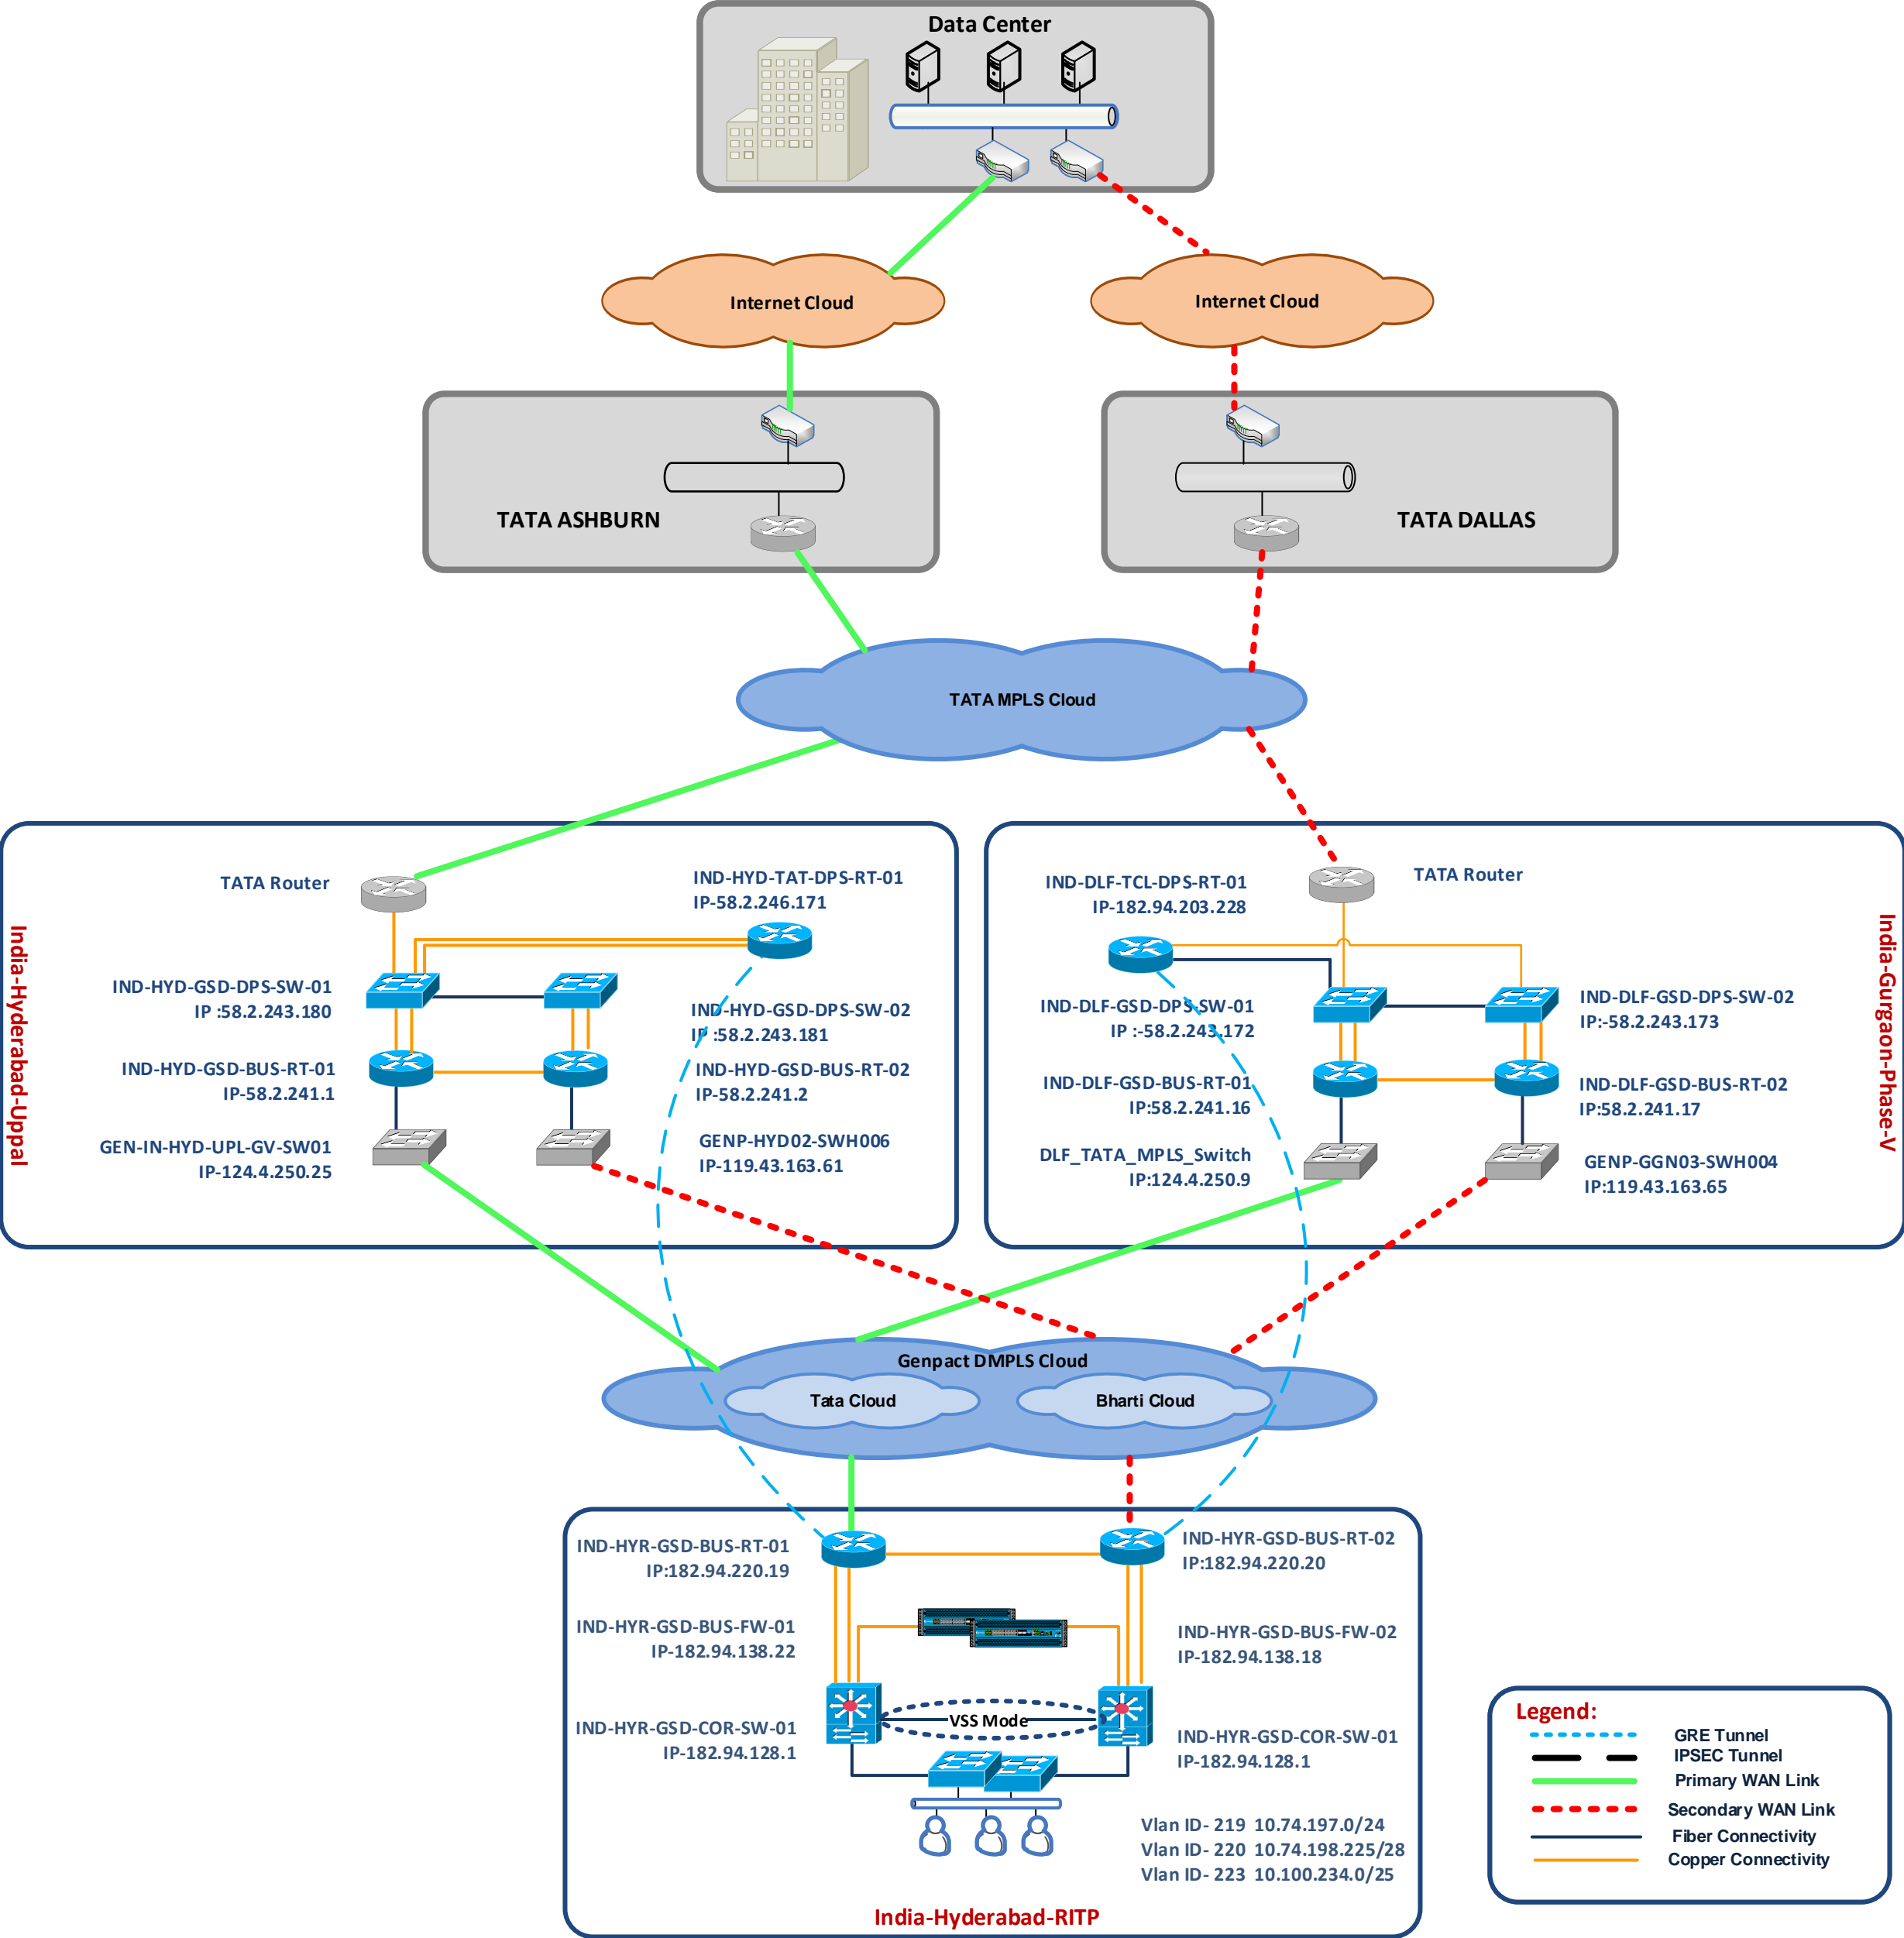 Data Center
Internet Cloud
Internet Cloud
TATA ASHBURN
TATA DALLAS
TATA MPLS Cloud
India-Hyderabad-Uppal
TATA Router
IND-HYD-TAT-DPS-RT-01
IP-58.2.246.171
IND-HYD-GSD-DPS-SW-01
IP :58.2.243.180
IND-HYD-GSD-DPS-SW-02
IP :58.2.243.181
IND-HYD-GSD-BUS-RT-01
IP-58.2.241.1
IND-HYD-GSD-BUS-RT-02
IP-58.2.241.2
GEN-IN-HYD-UPL-GV-SW01
IP-124.4.250.25
GENP-HYD02-SWH006
IP-119.43.163.61
IND-DLF-TCL-DPS-RT-01
IP-182.94.203.228
TATA Router
IND-DLF-GSD-DPS-SW-01
IP :-58.2.243.172
IND-DLF-GSD-DPS-SW-02
IP:-58.2.243.173
IND-DLF-GSD-BUS-RT-01
IP:58.2.241.16
IND-DLF-GSD-BUS-RT-02
IP:58.2.241.17
DLF_TATA_MPLS_Switch
IP:124.4.250.9
GENP-GGN03-SWH004
IP:119.43.163.65
India-Gurgaon-Phase-V
Genpact DMPLS Cloud
Tata Cloud
Bharti Cloud
IND-HYR-GSD-BUS-RT-01
IP:182.94.220.19
IND-HYR-GSD-BUS-RT-02
IP:182.94.220.20
IND-HYR-GSD-BUS-FW-01
IP-182.94.138.22
IND-HYR-GSD-BUS-FW-02
IP-182.94.138.18
IND-HYR-GSD-COR-SW-01
IP-182.94.128.1
VSS Mode
IND-HYR-GSD-COR-SW-01
IP-182.94.128.1
Vlan ID- 219 10.74.197.0/24
Vlan ID- 220 10.74.198.225/28
Vlan ID- 223 10.100.234.0/25
India-Hyderabad-RITP
Legend:
GRE Tunnel
IPSEC Tunnel
Primary WAN Link
Secondary WAN Link
Fiber Connectivity
Copper Connectivity